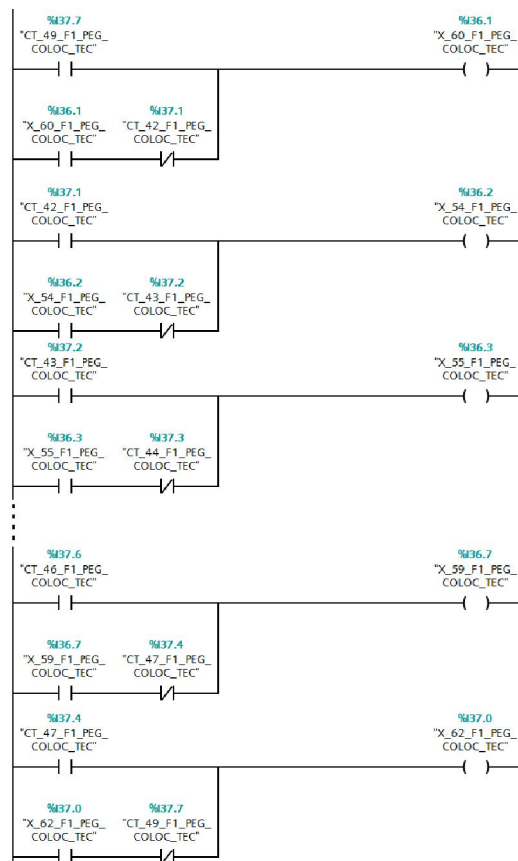 %I37.7
"CT_49_F1_PEG_
COLOC_TEC"
%I36.1
"X_60_F1_PEG_
COLOC_TEC"
%I36.1 %I37.1
"X_60_F1_PEG_ "CT_42_F1_PEG_
COLOC_TEC" COLOC_TEC"
%I37.1
"CT_42_F1_PEG_
COLOC_TEC"
%I36.2
"X_54_F1_PEG_
COLOC_TEC"
%I36.2 %I37.2
"X_54_F1_PEG_ "CT_43_F1_PEG_
COLOC_TEC" COLOC_TEC"
%I37.2
"CT_43_F1_PEG_
COLOC_TEC"
%I36.3
"X_55_F1_PEG_
COLOC_TEC"
%I36.3 %I37.3
"X_55_F1_PEG_ "CT_44_F1_PEG_
COLOC_TEC" COLOC_TEC"
%I37.6
"CT_46_F1_PEG_
COLOC_TEC"
%I36.7
"X_59_F1_PEG_
COLOC_TEC"
%I36.7 %I37.4
"X_59_F1_PEG_ "CT_47_F1_PEG_
COLOC_TEC" COLOC_TEC"
%I37.4
"CT_47_F1_PEG_
COLOC_TEC"
%I37.0
"X_62_F1_PEG_
COLOC_TEC"
%I37.0 %I37.7
"X_62_F1_PEG_ "CT_49_F1_PEG_
COLOC_TEC" COLOC_TEC"